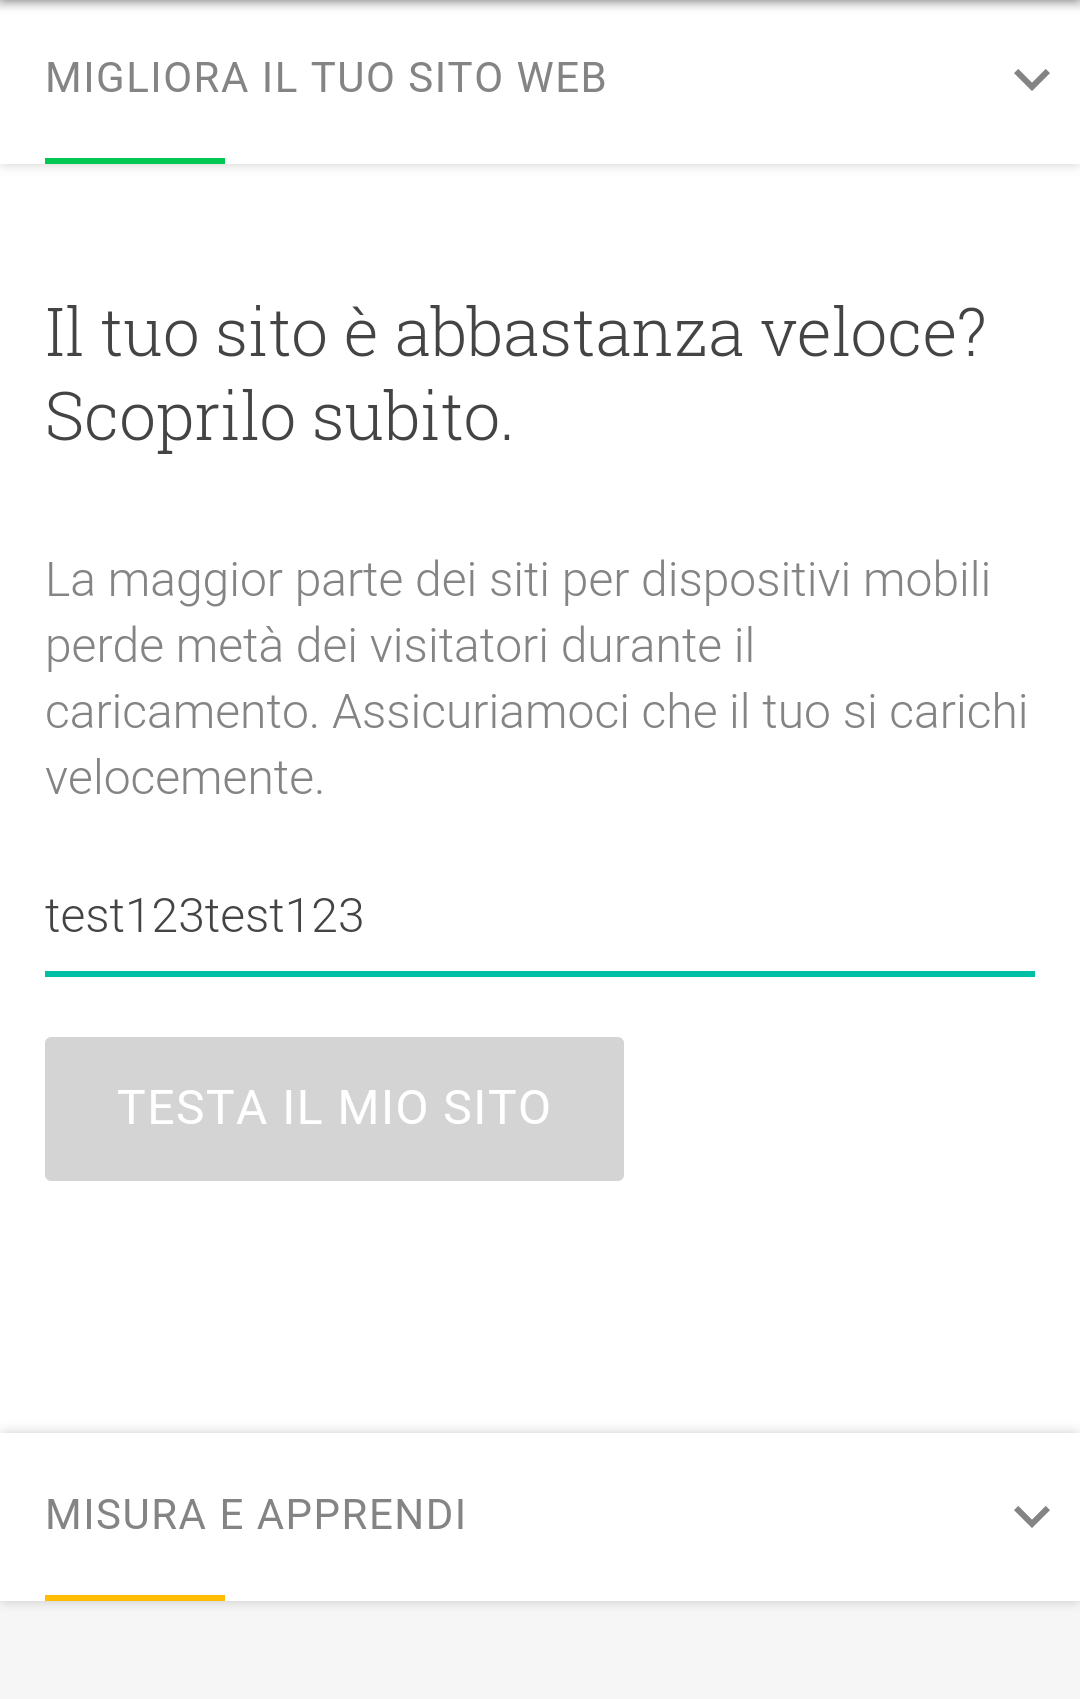 MIGLIORA IL TUO SITO WEB
Il tuo sito è abbastanza veloce?
Scoprilo subito.
La maggior parte dei siti per dispositivi mobili
perde metà dei visitatori durante il
caricamento. Assicuriamoci che il tuo si carichi
velocemente.
test123test123
TESTA IL MIO SITO
MISURA E APPRENDI